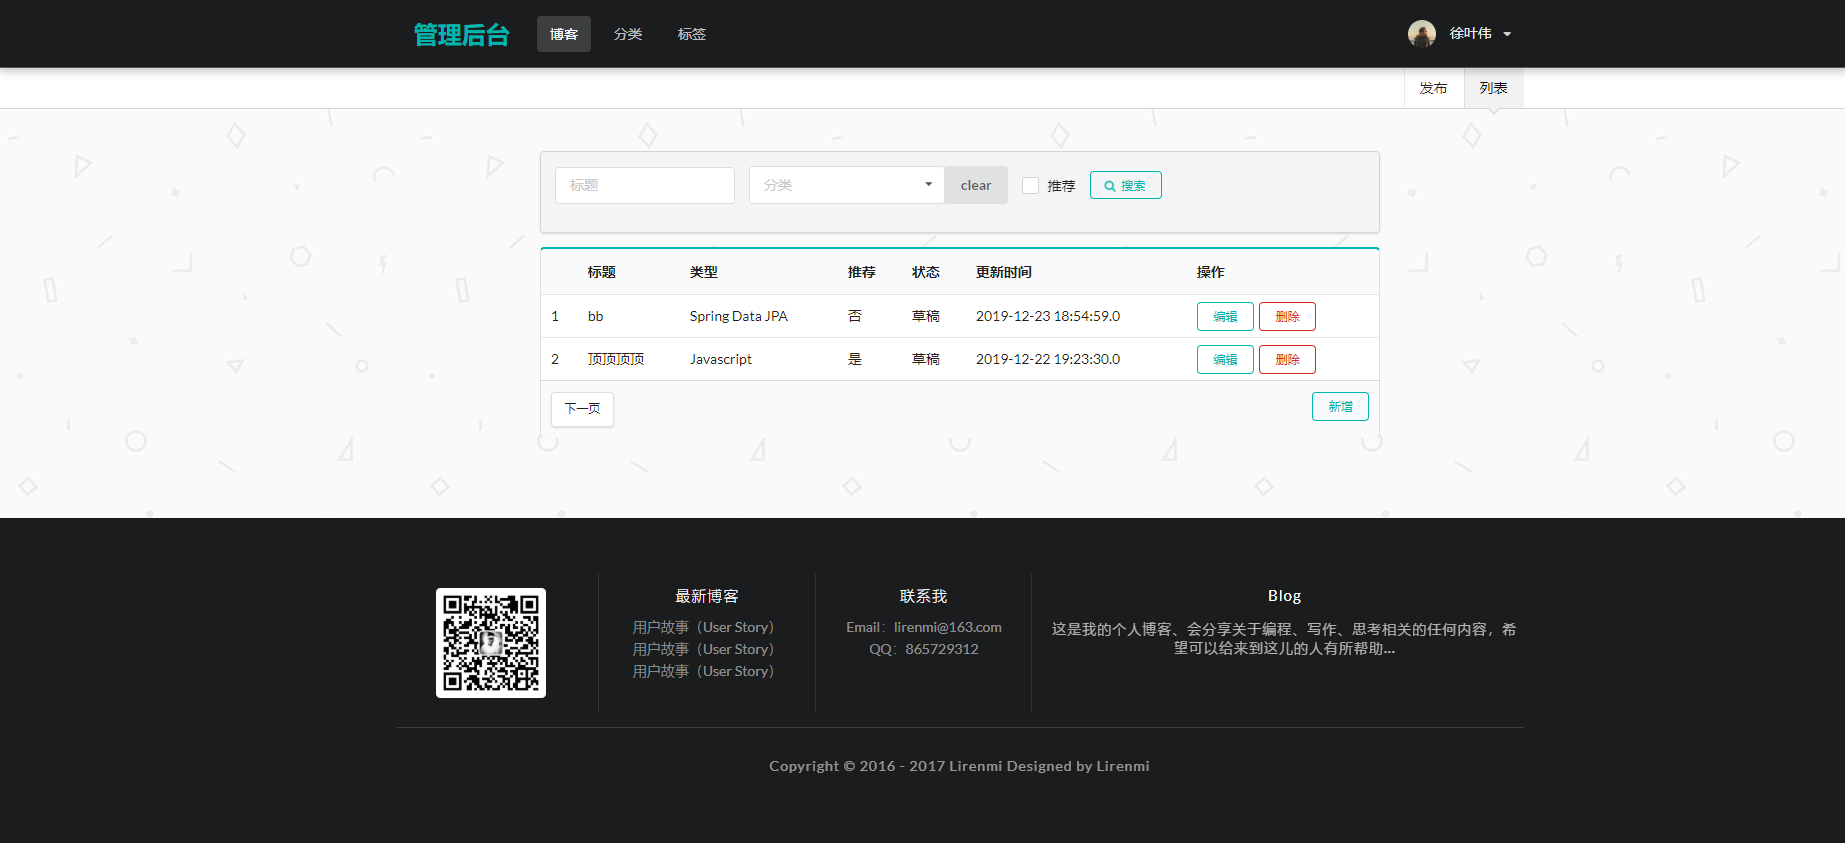 管理后台 博客 分类 标签 徐叶伟
发布 列表
标题 分类 clear 推荐 搜索
标题 类型 推荐 状态 更新时间 操作
1 bb Spring Data JPA 否 草稿 2019-12-23 18:54:59.0 编辑 删除
2 顶顶顶顶 Javascript 是 草稿 2019-12-22 19:23:30.0 编辑 删除
下一页 新增
最新博客
用户故事（User Story）
用户故事（User Story）
用户故事（User Story）
联系我
Email：lirenmi@163.com
QQ：865729312
Blog
这是我的个人博客、会分享关于编程、写作、思考相关的任何内容，希
望可以给来到这儿的人有所帮助...
Copyright © 2016 - 2017 Lirenmi Designed by Lirenmi